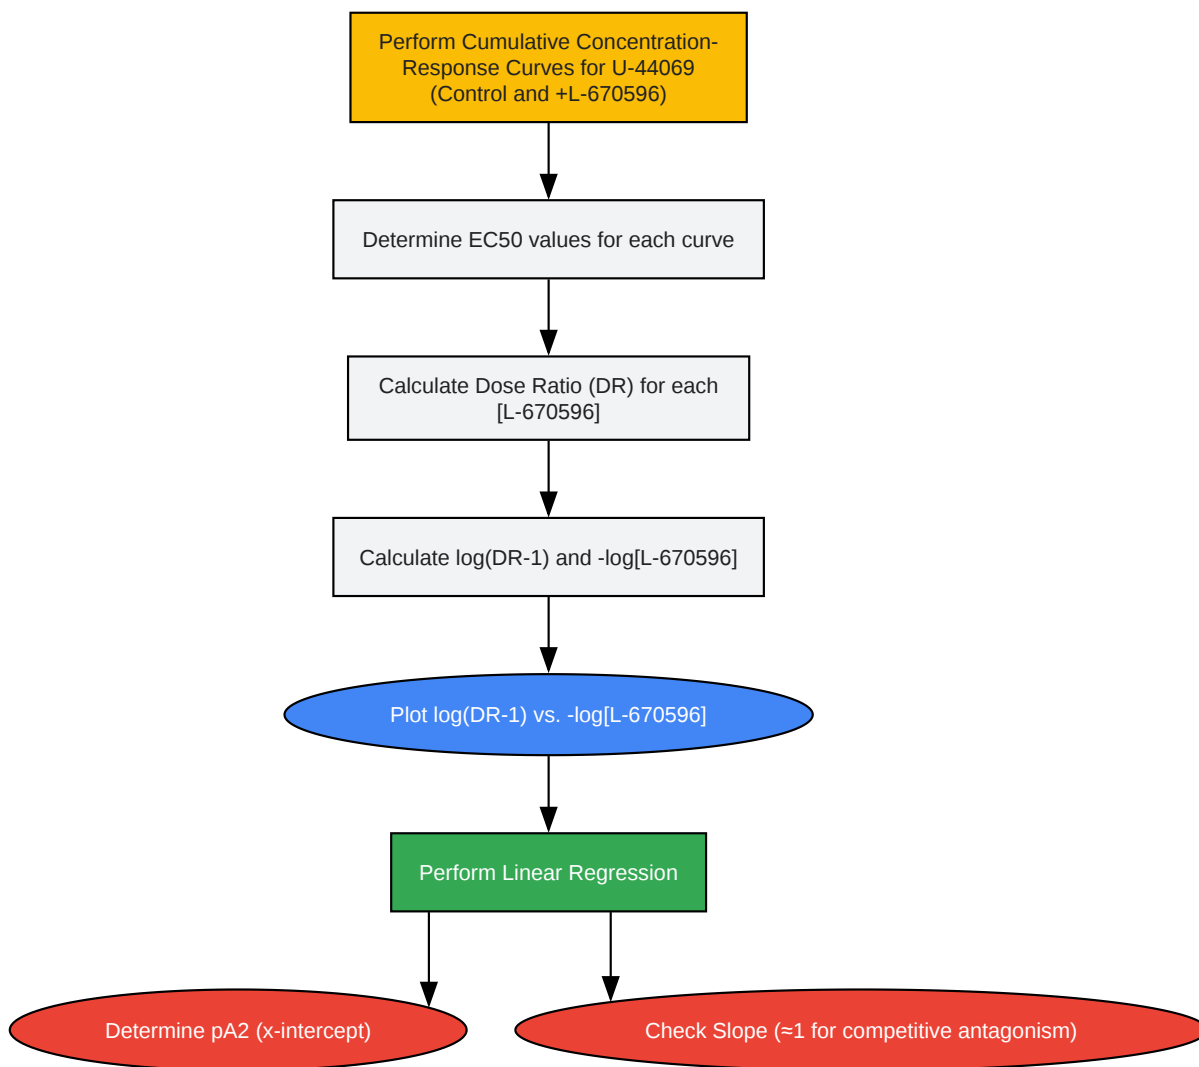 Perform Cumulative Concentration-
Response Curves for U-44069
(Control and +L-670596)
Determine EC50 values for each curve
Calculate Dose Ratio (DR) for each
[L-670596]
Calculate log(DR-1) and -log[L-670596]
Plot log(DR-1) vs. -log[L-670596]
Perform Linear Regression
Determine pA2 (x-intercept)
Check Slope (≈1 for competitive antagonism)